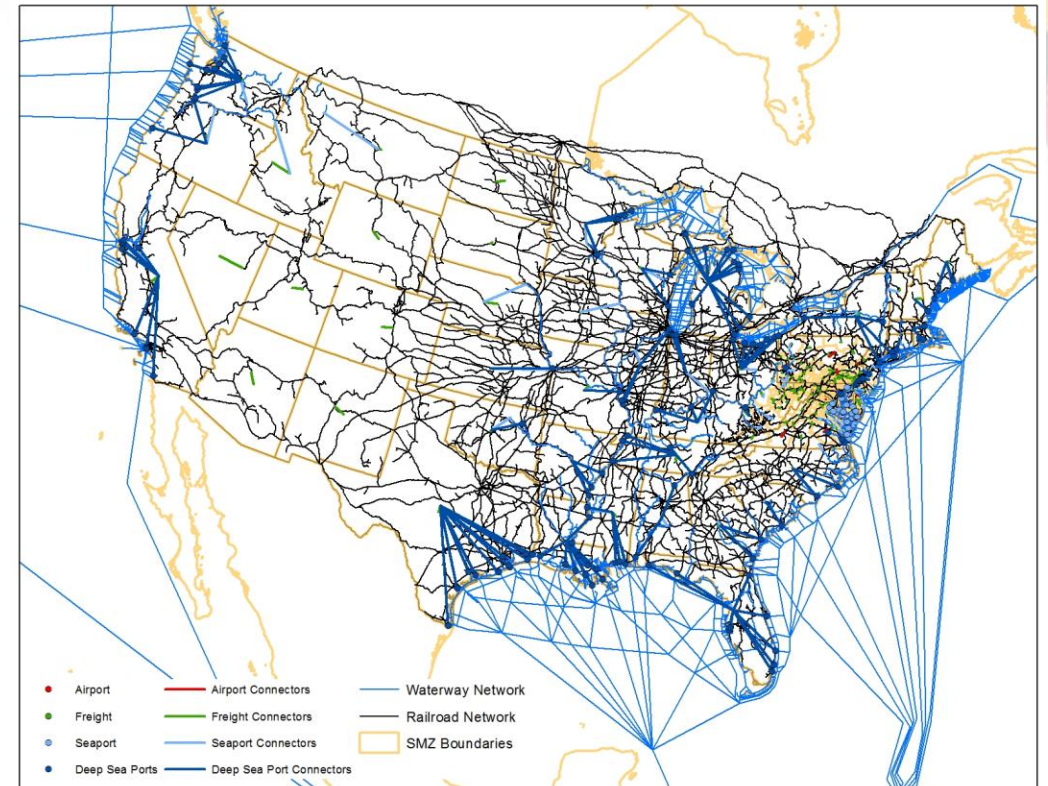 Airport Airport Connectors Waterway Network
Freight Freight Connectors Railroad Network
Seaport Seaport Connectors SMZ Boundaries
Deep Sea Ports Deep Sea Port Connectors